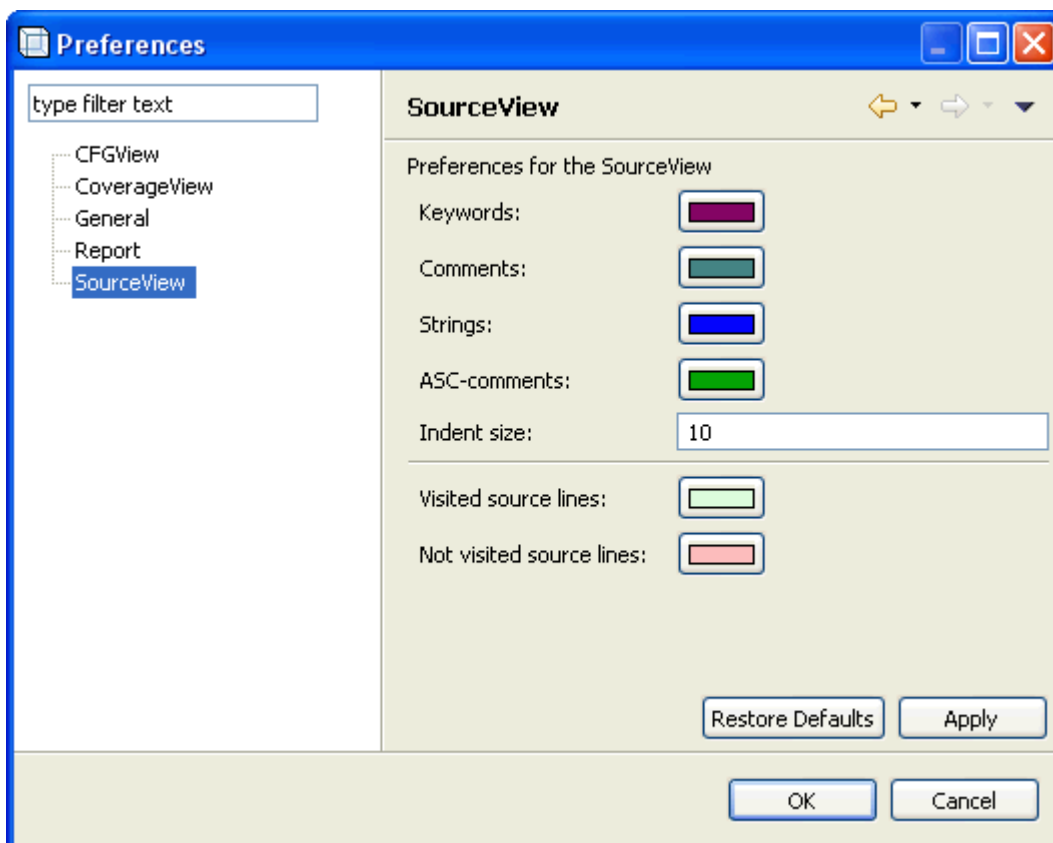 Preferences
type filter text
CFGView
CoverageView
General
Report
SourceView
SourceView
Preferences for the SourceView
Keywords:
Comments:
Strings:
ASC-comments:
Indent size: 10
Visited source lines:
Not visited source lines:
Restore Defaults Apply
OK Cancel